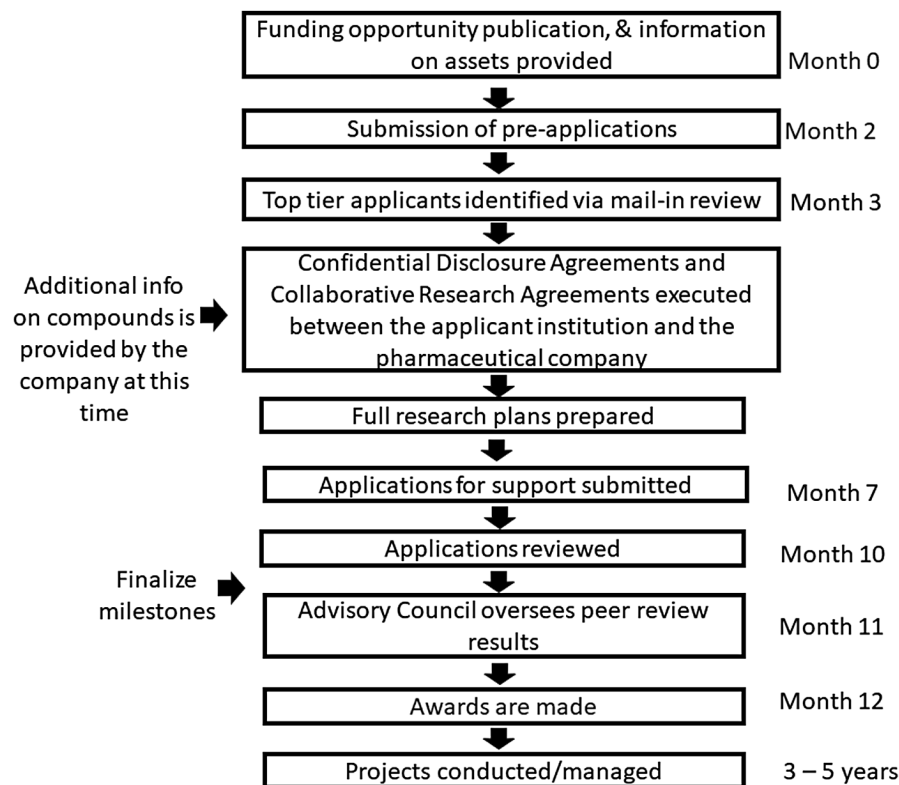 Funding opportunity publication, & information
on assets provided
Month 0
Submission of pre-applications
Month 2
Top tier applicants identified via mail-in review
Month 3
Additional info
on compounds is
provided by the
company at this
time
Confidential Disclosure Agreements and
Collaborative Research Agreements executed
between the applicant institution and the
pharmaceutical company
Full research plans prepared
Applications for support submitted
Month 7
Applications reviewed
Month 10
Finalize
milestones
Advisory Council oversees peer review
results
Month 11
Awards are made
Month 12
Projects conducted/managed
3 – 5 years